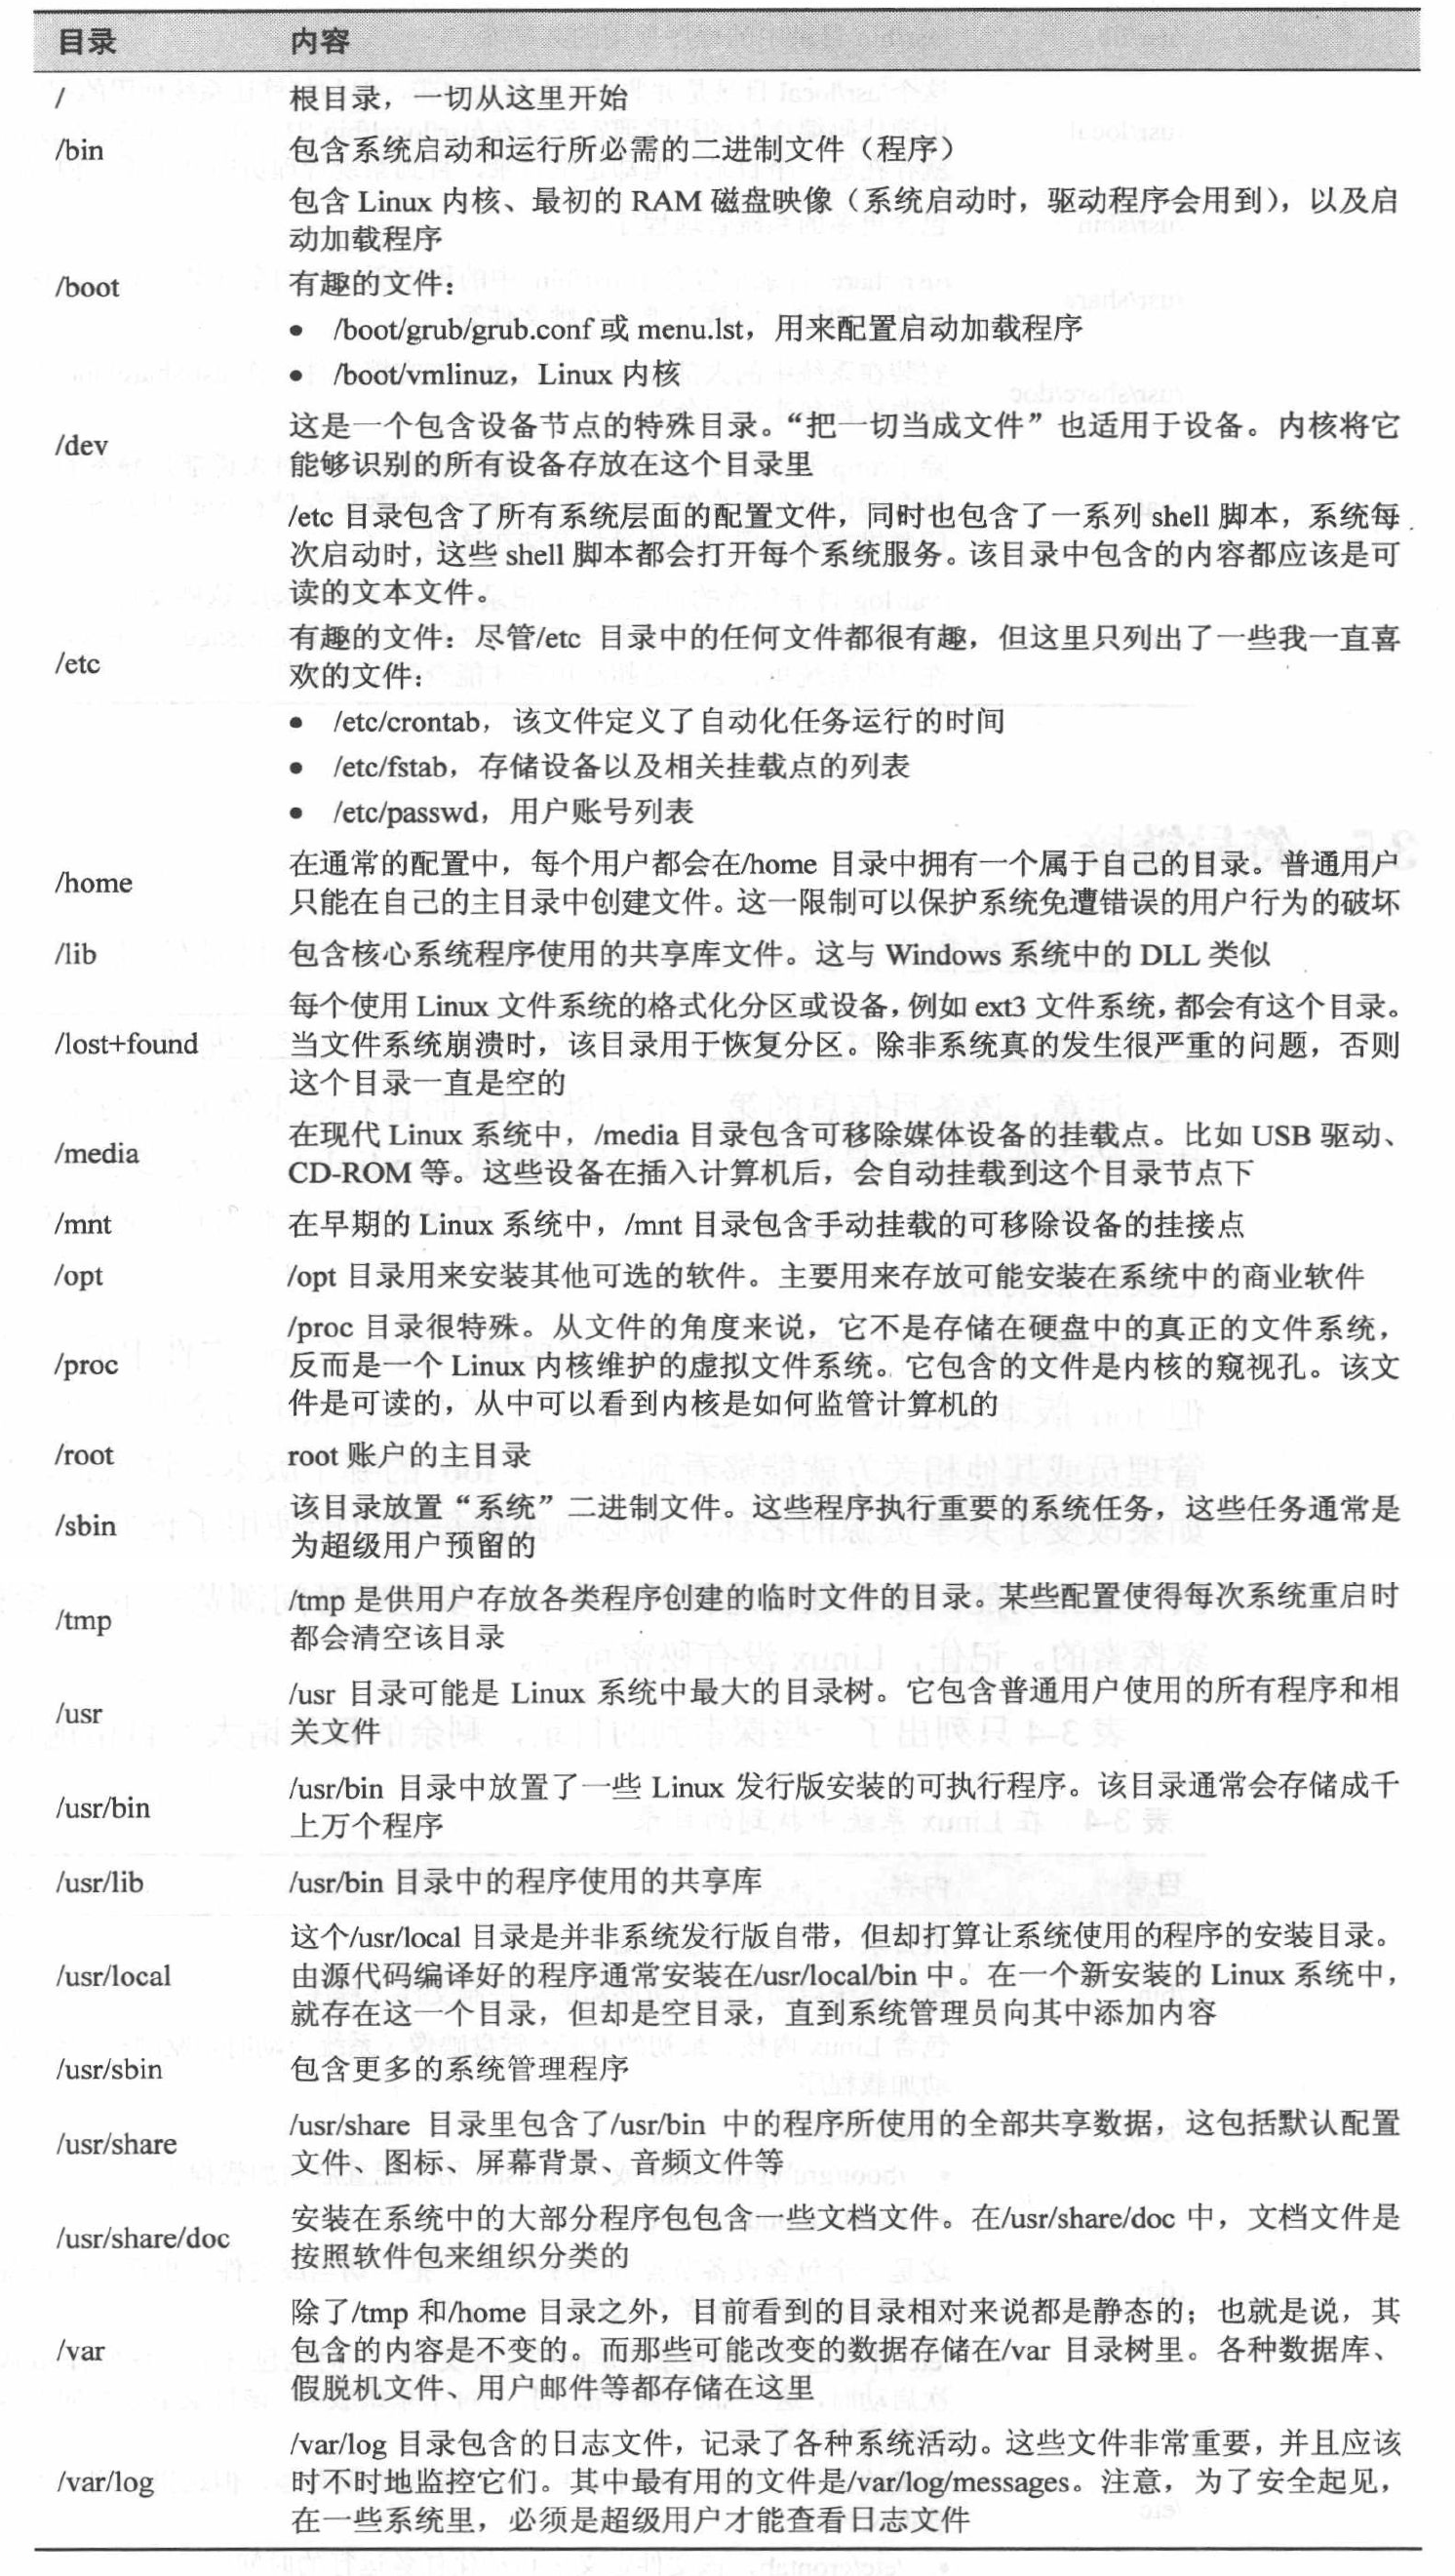 目录 内容
/ 根目录，一切从这里开始
/bin 包含系统启动和运行所必需的二进制文件（程序）
包含 Linux 内核、最初的 RAM 磁盘映像（系统启动时，驱动程序会用到），以及启
动加载程序
/boot 有趣的文件：
• /boot/grub/grub.conf 或 menu.lst，用来配置启动加载程序
• /boot/vmlinuz，Linux 内核
/dev 这是一个包含设备节点的特殊目录。“把一切当成文件”也适用于设备。内核将它
能够识别的所有设备存放在这个目录里
/etc 目录包含了所有系统层面的配置文件，同时也包含了一系列 shell 脚本，系统每
次启动时，这些 shell 脚本都会打开每个系统服务。该目录中包含的内容都应该是可
读的文本文件。
/etc 有趣的文件：尽管/etc 目录中的任何文件都很有趣，但这里只列出了一些我一直喜
欢的文件：
• /etc/crontab，该文件定义了自动化任务运行的时间
• /etc/fstab，存储设备以及相关挂载点的列表
• /etc/passwd，用户账号列表
/home 在通常的配置中，每个用户都会在/home 目录中拥有一个属于自己的目录。普通用户
只能在自己的主目录中创建文件。这一限制可以保护系统免遭错误的用户行为的破坏
/lib 包含核心系统程序使用的共享库文件。这与 Windows 系统中的 DLL 类似
每个使用 Linux 文件系统的格式化分区或设备，例如 ext3 文件系统，都会有这个目录。
/lost+found 当文件系统崩溃时，该目录用于恢复分区。除非系统真的发生很严重的问题，否则
这个目录一直是空的
/media 在现代 Linux 系统中，/media 目录包含可移除媒体设备的挂载点。比如 USB 驱动、
CD-ROM 等。这些设备在插入计算机后，会自动挂载到这个目录节点下
/mnt 在早期的 Linux 系统中，/mnt 目录包含手动挂载的可移除设备的挂接点
/opt /opt 目录用来安装其他可选的软件。主要用来存放可能安装在系统中的商业软件
/proc 目录很特殊。从文件的角度来说，它不是存储在硬盘中的真正的文件系统，
/proc 反而是一个 Linux 内核维护的虚拟文件系统。它包含的文件是内核的窥视孔。该文
件是可读的，从中可以看到内核是如何监管计算机的
/root root 账户的主目录
/sbin 该目录放置“系统”二进制文件。这些程序执行重要的系统任务，这些任务通常是
为超级用户预留的
/tmp /tmp 是供用户存放各类程序创建的临时文件的目录。某些配置使得每次系统重启时
都会清空该目录
/usr /usr 目录可能是 Linux 系统中最大的目录树。它包含普通用户使用的所有程序和相
关文件
/usr/bin /usr/bin 目录中放置了一些 Linux 发行版安装的可执行程序。该目录通常会存储成千
上万个程序
/usr/lib /usr/bin 目录中的程序使用的共享库
这个/usr/local 目录是并非系统发行版自带，但却打算让系统使用的程序的安装目录。
/usr/local 由源代码编译好的程序通常安装在/usr/local/bin 中。在一个新安装的 Linux 系统中，
就存在这一个目录，但却是空目录，直到系统管理员向其中添加内容
/usr/sbin 包含更多的系统管理程序
/usr/share /usr/share 目录里包含了/usr/bin 中的程序所使用的全部共享数据，这包括默认配置
文件、图标、屏幕背景、音频文件等
/usr/share/doc 安装在系统中的大部分程序包包含一些文档文件。在/usr/share/doc 中，文档文件是
按照软件包来组织分类的
除了/tmp 和/home 目录之外，目前看到的目录相对来说都是静态的；也就是说，其
/var 包含的内容是不变的。而那些可能改变的数据存储在/var 目录树里。各种数据库、
假脱机文件、用户邮件等都存储在这里
/var/log 目录包含的日志文件，记录了各种系统活动。这些文件非常重要，并且应该
/var/log 时不时地监控它们。其中最有用的文件是/var/log/messages。注意，为了安全起见，
在一些系统里，必须是超级用户才能查看日志文件